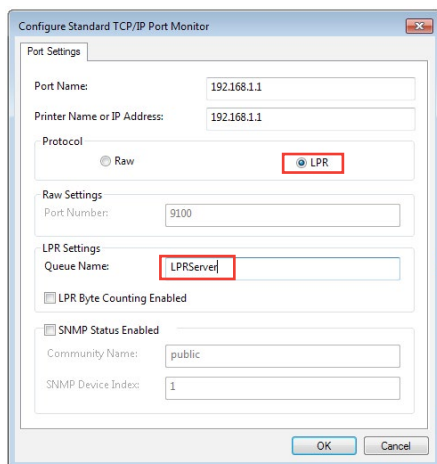 Configure Standard TCP/IP Port Monitor
Port Settings
Port Name: 192.168.1.1
Printer Name or IP Address: 192.168.1.1
Protocol
Raw LPR
Raw Settings
Port Number: 9100
LPR Settings
Queue Name: LPRServer
LPR Byte Counting Enabled
SNMP Status Enabled
Community Name: public
SNMP Device Index: 1
OK Cancel